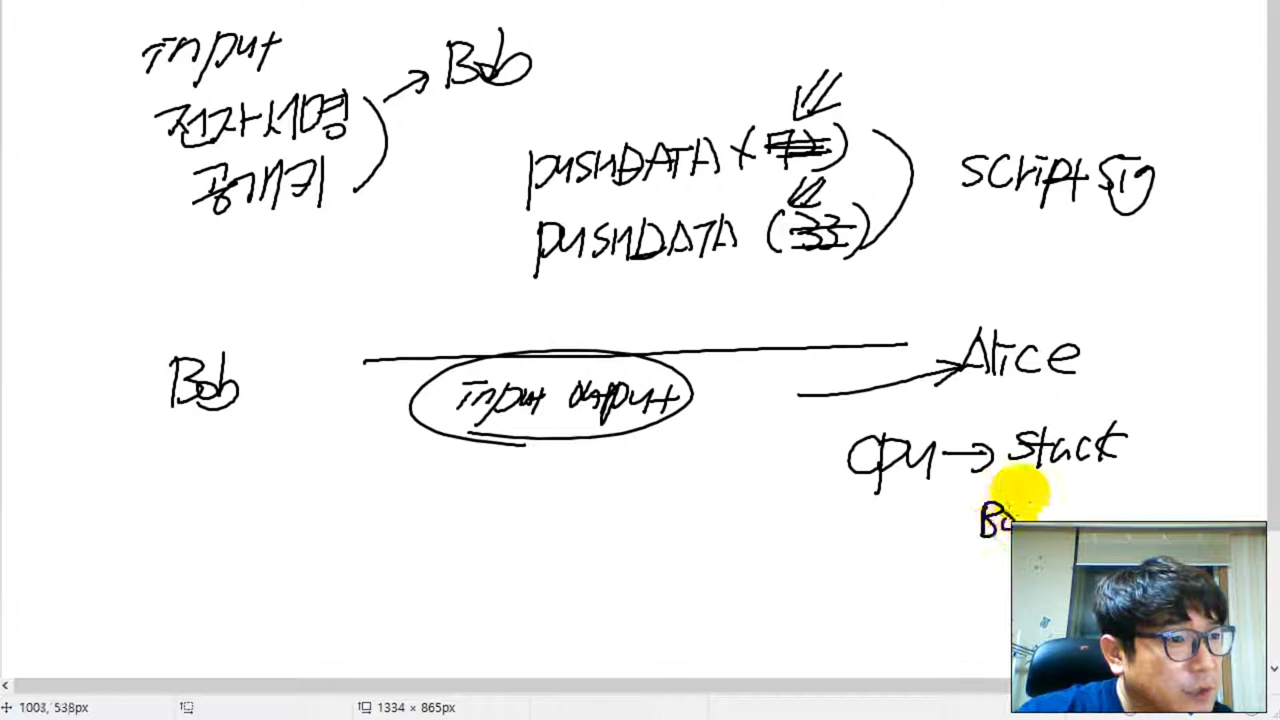 input
전자서명
공개키
Bob
PUSHDATA (72)
PUSHDATA (33)
scriptSig
Bob
input output
Alice
CPU → Stack
1003, 538px
1334 × 865px